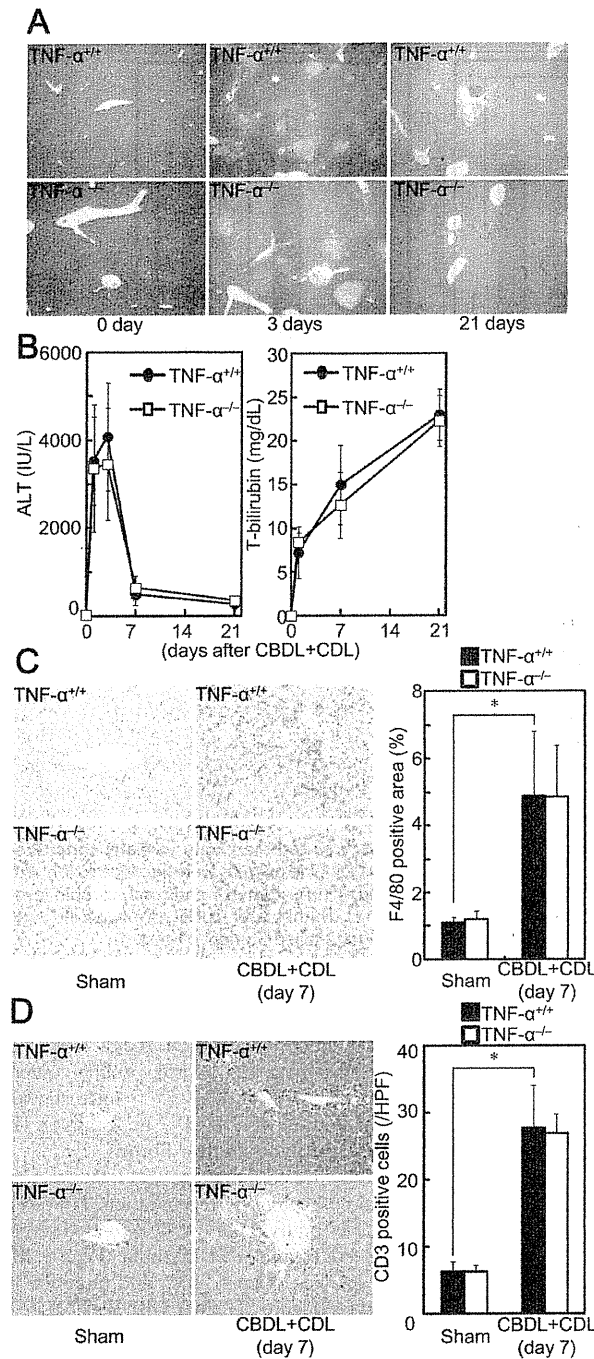 A
TNF-α+/+ TNF-α+/+ TNF-α+/+
TNF-α−/− TNF-α−/− TNF-α−/−
0 day 3 days 21 days
B
6000
4000
2000
0
ALT (IU/L)
TNF-α+/+
TNF-α−/−
0 7 14 21
30
25
20
15
10
5
0
T-bilirubin (mg/dL)
TNF-α+/+
TNF-α−/−
0 7 14 21
(days after CBDL+CDL)
C
TNF-α+/+ TNF-α+/+
TNF-α−/− TNF-α−/−
Sham CBDL+CDL
(day 7)
TNF-α+/+
TNF-α−/−
*
8
6
4
2
0
F4/80 positive area (%)
Sham CBDL+CDL
(day 7)
D
TNF-α+/+ TNF-α+/+
TNF-α−/− TNF-α−/−
Sham CBDL+CDL
(day 7)
TNF-α+/+
TNF-α−/−
*
40
30
20
10
0
CD3 positive cells (/HPF)
Sham CBDL+CDL
(day 7)